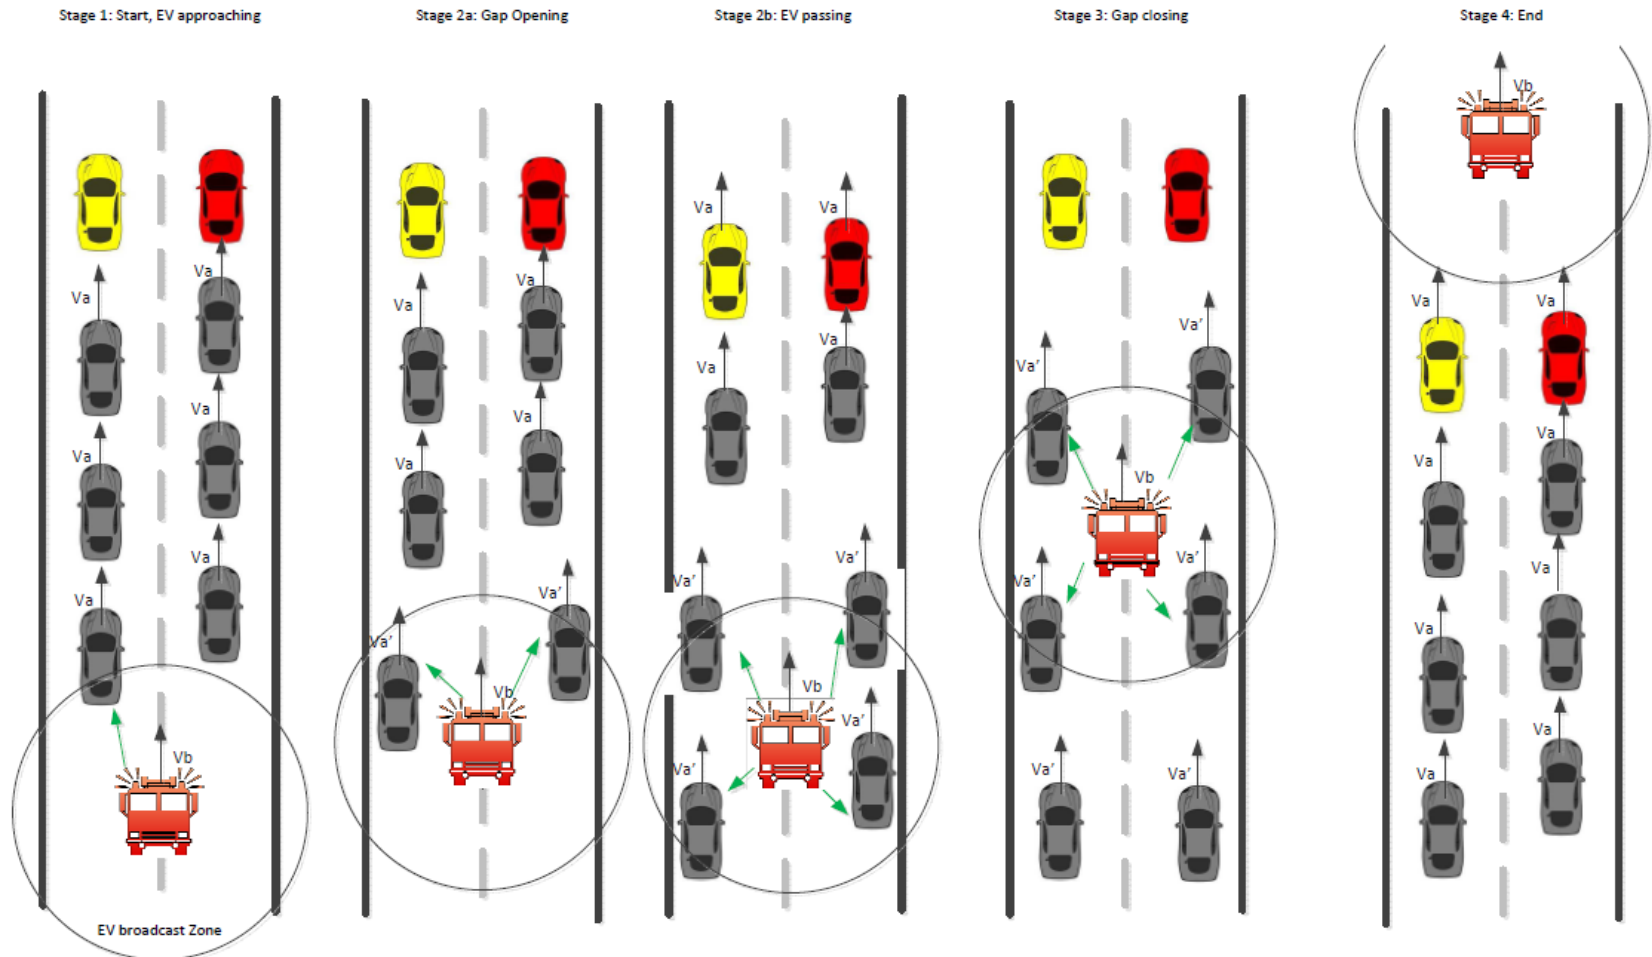 Stage 1: Start, EV approaching
Stage 2a: Gap Opening
Stage 2b: EV passing
Stage 3: Gap closing
Stage 4: End
Va
Va
Va
Va
Va
Va
Vb
EV broadcast Zone
Va
Va
Va
Va
Va'
Va'
Vb
Va
Va
Va
Va
Va'
Va'
Vb
Va'
Va'
Va'
Va'
Vb
Va'
Va'
Va'
Va'
Vb
Va
Va
Va
Va
Va
Va
Va
Va